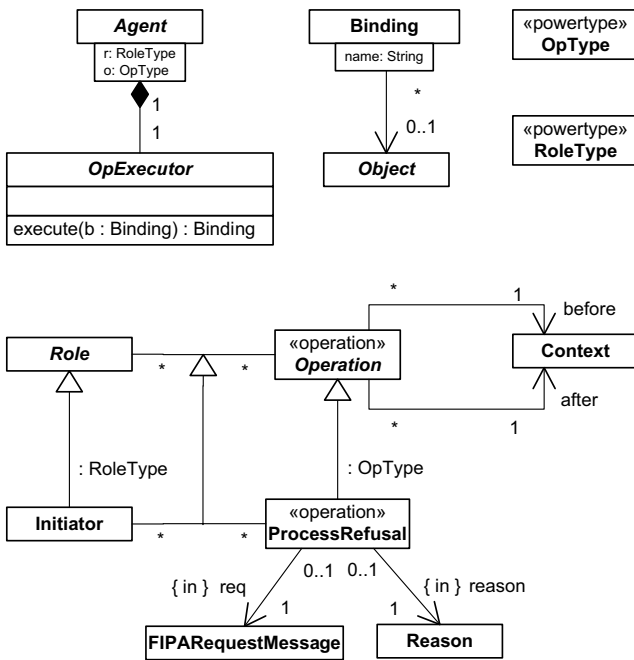 Agent
r: RoleType
o: OpType
1
1
OpExecutor
execute(b : Binding) : Binding
Binding
name: String
*
0..1
Object
«powertype»
OpType
«powertype»
RoleType
Role
*
*
«operation»
Operation
*
1
before
Context
after
*
1
: RoleType
: OpType
Initiator
*
*
«operation»
ProcessRefusal
0..1
0..1
{ in } req
{ in } reason
1
1
FIPARequestMessage
Reason